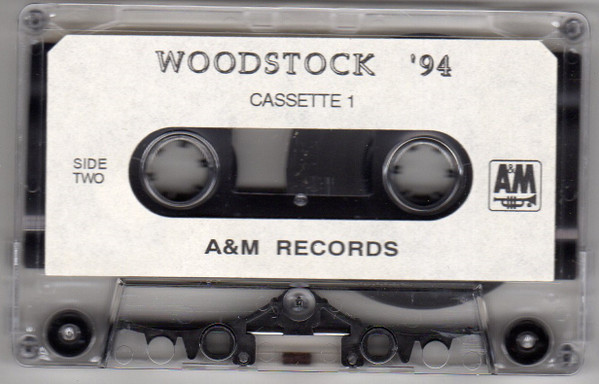 WOODSTOCK '94
CASSETTE 1
SIDE
TWO
A&M
A&M RECORDS